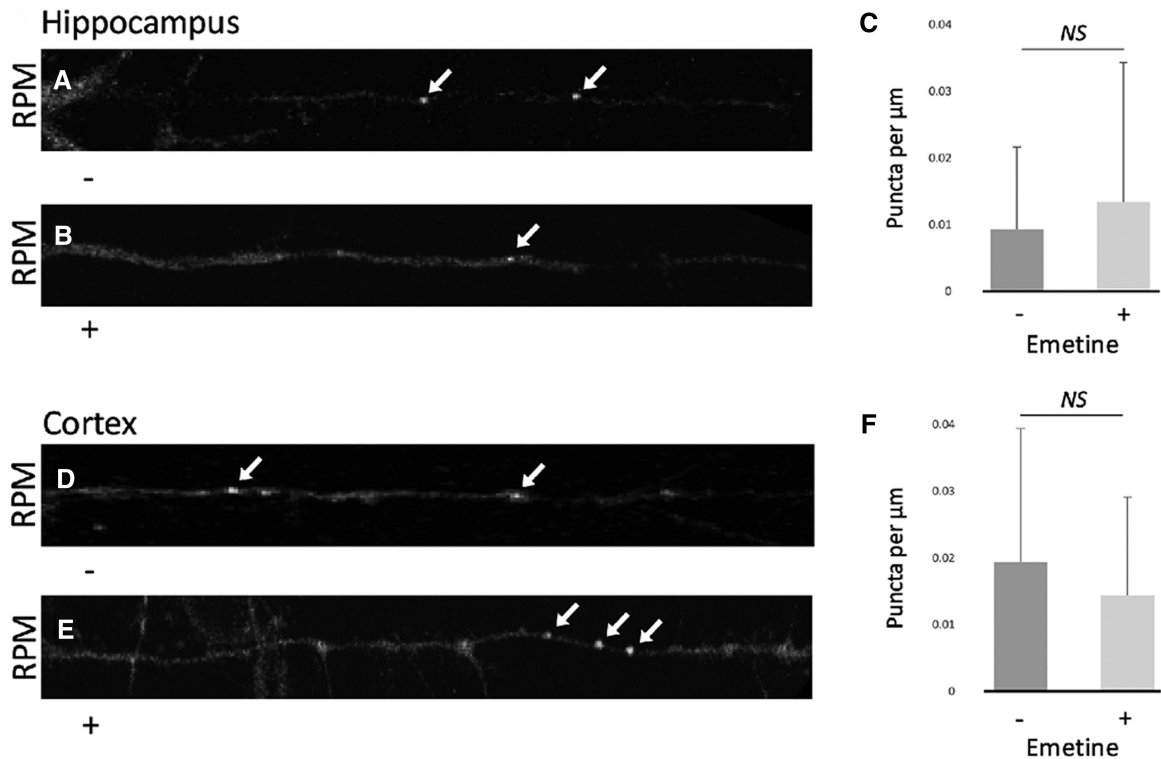 Hippocampus
RPM
A
-
RPM
B
+
C
NS
0.04
0.03
0.02
0.01
0
Puncta per µm
-
+
Emetine
Cortex
RPM
D
-
RPM
E
+
F
NS
0.04
0.03
0.02
0.01
0
Puncta per µm
-
+
Emetine